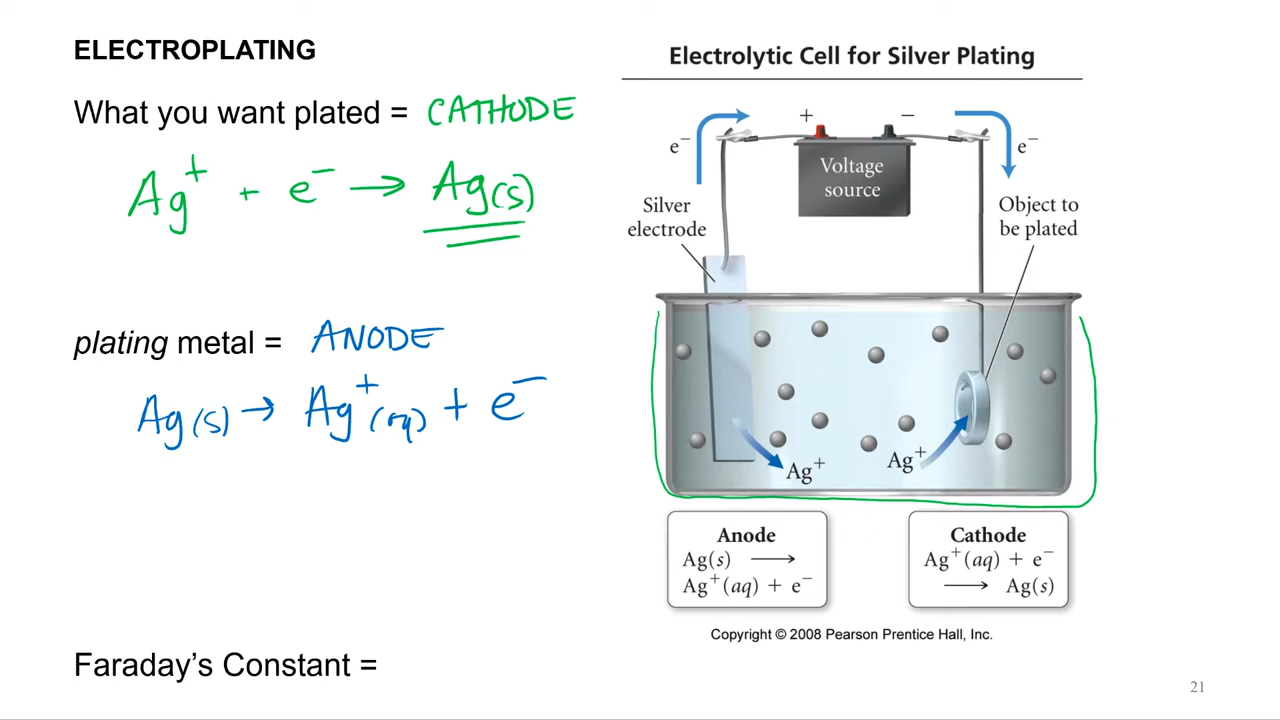 ELECTROPLATING
What you want plated = CATHODE
Ag⁺ + e⁻ → Ag(s)
plating metal = ANODE
Ag(s) → Ag⁺(aq) + e⁻
Faraday's Constant =
Electrolytic Cell for Silver Plating
+ −
e⁻ e⁻
Voltage
source
Silver
electrode
Object to
be plated
Ag⁺ Ag⁺
Anode
Ag(s) ⟶
Ag⁺(aq) + e⁻
Cathode
Ag⁺(aq) + e⁻
⟶ Ag(s)
Copyright © 2008 Pearson Prentice Hall, Inc.
21